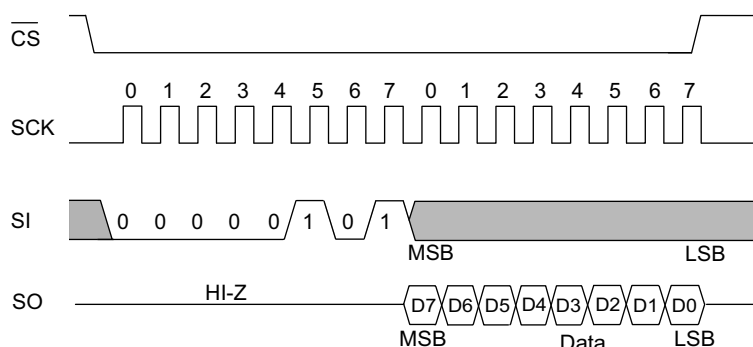 CS
0 1 2 3 4 5 6 7 0 1 2 3 4 5 6 7
SCK
SI 0 0 0 0 0 1 0 1
MSB LSB
HI-Z
SO D7 D6 D5 D4 D3 D2 D1 D0
MSB Data LSB